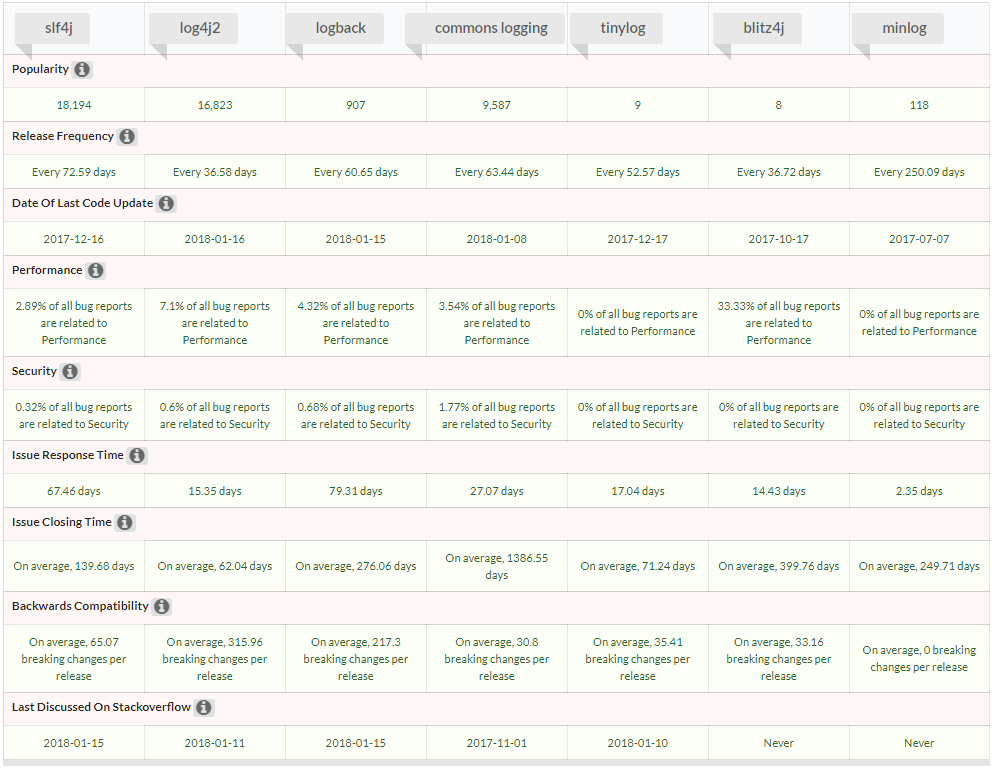 slf4j log4j2 logback commons logging tinylog blitz4j minlog
Popularity
18,194 16,823 907 9,587 9 8 118
Release Frequency
Every 72.59 days Every 36.58 days Every 60.65 days Every 63.44 days Every 52.57 days Every 36.72 days Every 250.09 days
Date Of Last Code Update
2017-12-16 2018-01-16 2018-01-15 2018-01-08 2017-12-17 2017-10-17 2017-07-07
Performance
2.89% of all bug reports
are related to
Performance
7.1% of all bug reports
are related to
Performance
4.32% of all bug reports
are related to
Performance
3.54% of all bug reports
are related to
Performance
0% of all bug reports are
related to Performance
33.33% of all bug reports
are related to
Performance
0% of all bug reports are
related to Performance
Security
0.32% of all bug reports
are related to Security
0.6% of all bug reports
are related to Security
0.68% of all bug reports
are related to Security
1.77% of all bug reports
are related to Security
0% of all bug reports are
related to Security
0% of all bug reports are
related to Security
0% of all bug reports are
related to Security
Issue Response Time
67.46 days 15.35 days 79.31 days 27.07 days 17.04 days 14.43 days 2.35 days
Issue Closing Time
On average, 139.68 days
On average, 62.04 days
On average, 276.06 days
On average, 1386.55
days
On average, 71.24 days
On average, 399.76 days
On average, 249.71 days
Backwards Compatibility
On average, 65.07
breaking changes per
release
On average, 315.96
breaking changes per
release
On average, 217.3
breaking changes per
release
On average, 30.8
breaking changes per
release
On average, 35.41
breaking changes per
release
On average, 33.16
breaking changes per
release
On average, 0 breaking
changes per release
Last Discussed On Stackoverflow
2018-01-15 2018-01-11 2018-01-15 2017-11-01 2018-01-10 Never Never